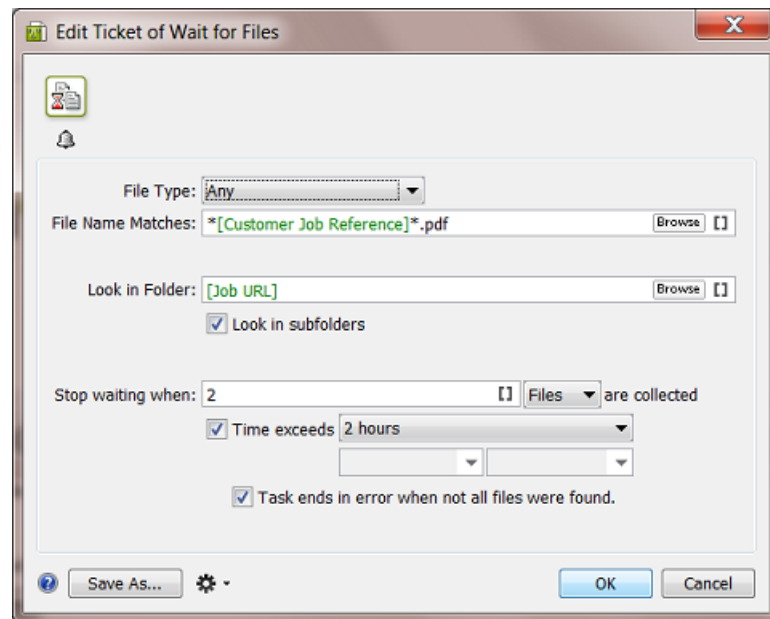 Edit Ticket of Wait for Files
File Type: Any
File Name Matches: *[Customer Job Reference]*.pdf Browse []
Look in Folder: [Job URL] Browse []
Look in subfolders
Stop waiting when: 2 [] Files are collected
Time exceeds 2 hours
Task ends in error when not all files were found.
? Save As... OK Cancel